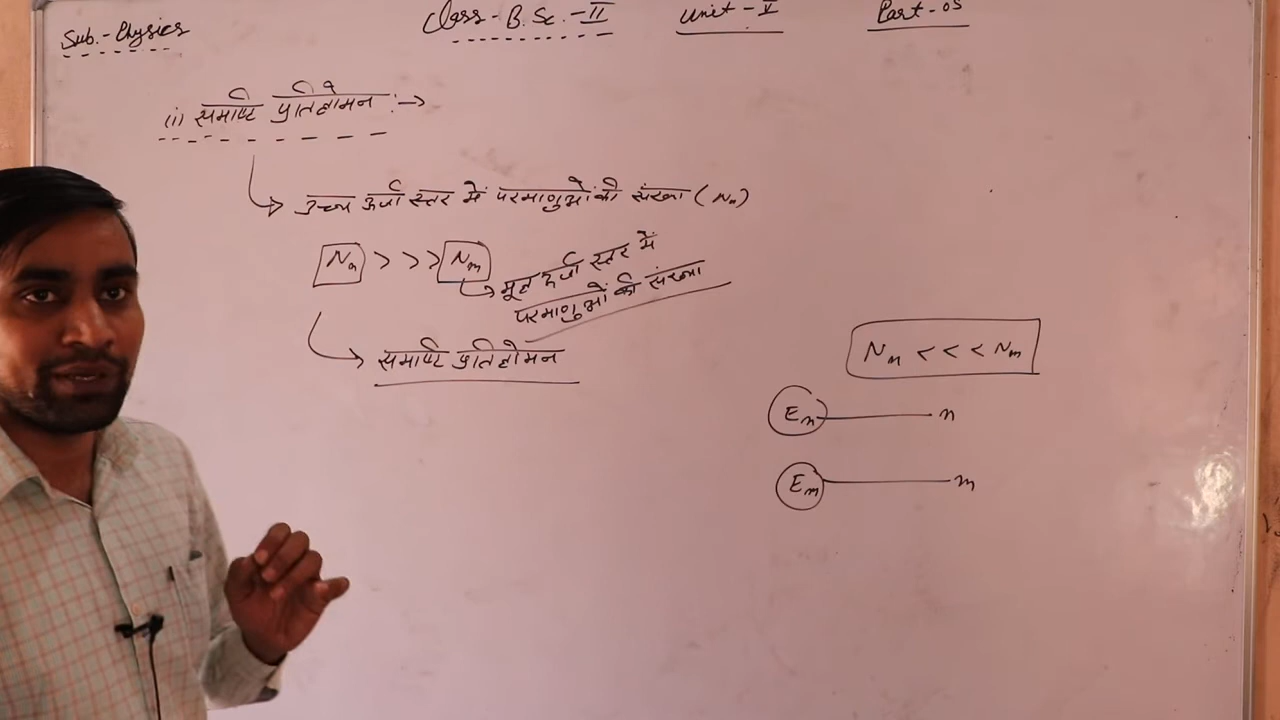 Sub.- Physics Class- B.Sc.-II Unit-V Part-05
(i) समष्टि प्रतिलोमन :→
उच्च ऊर्जा स्तर में परमाणुओं की संख्या (Nn)
Nn > > > Nm
मूल ऊर्जा स्तर में
परमाणुओं की संख्या
समष्टि प्रतिलोमन
Nn < < < Nm
En n
Em m